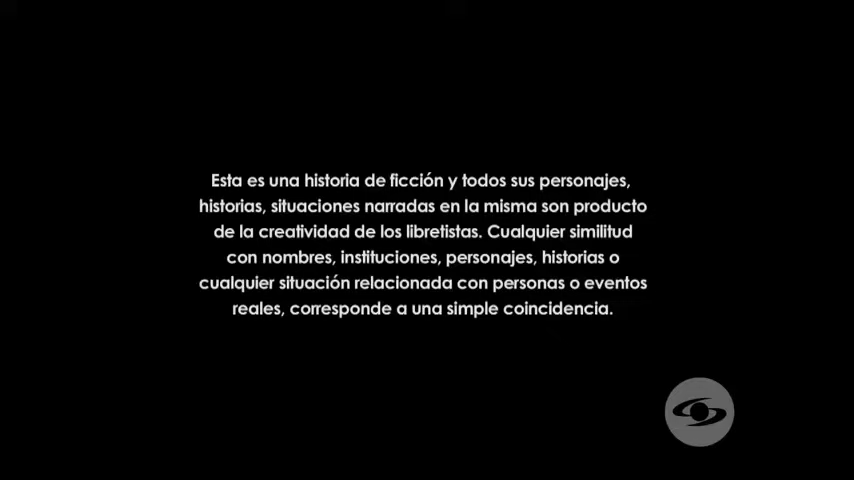 Esta es una historia de ficción y todos sus personajes,
historias, situaciones narradas en la misma son producto
de la creatividad de los libretistas. Cualquier similitud
con nombres, instituciones, personajes, historias o
cualquier situación relacionada con personas o eventos
reales, corresponde a una simple coincidencia.